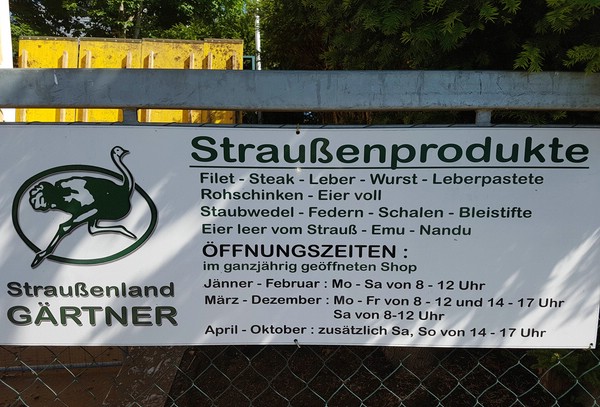 Straußenprodukte
Filet - Steak - Leber - Wurst - Leberpastete
Rohschinken - Eier voll
Staubwedel - Federn - Schalen - Bleistifte
Eier leer vom Strauß - Emu - Nandu
ÖFFNUNGSZEITEN :
im ganzjährig geöffneten Shop
Jänner - Februar : Mo - Sa von 8 - 12 Uhr
März - Dezember : Mo - Fr von 8 - 12 und 14 - 17 Uhr
Sa von 8-12 Uhr
April - Oktober : zusätzlich Sa, So von 14 - 17 Uhr
Straußenland
GÄRTNER